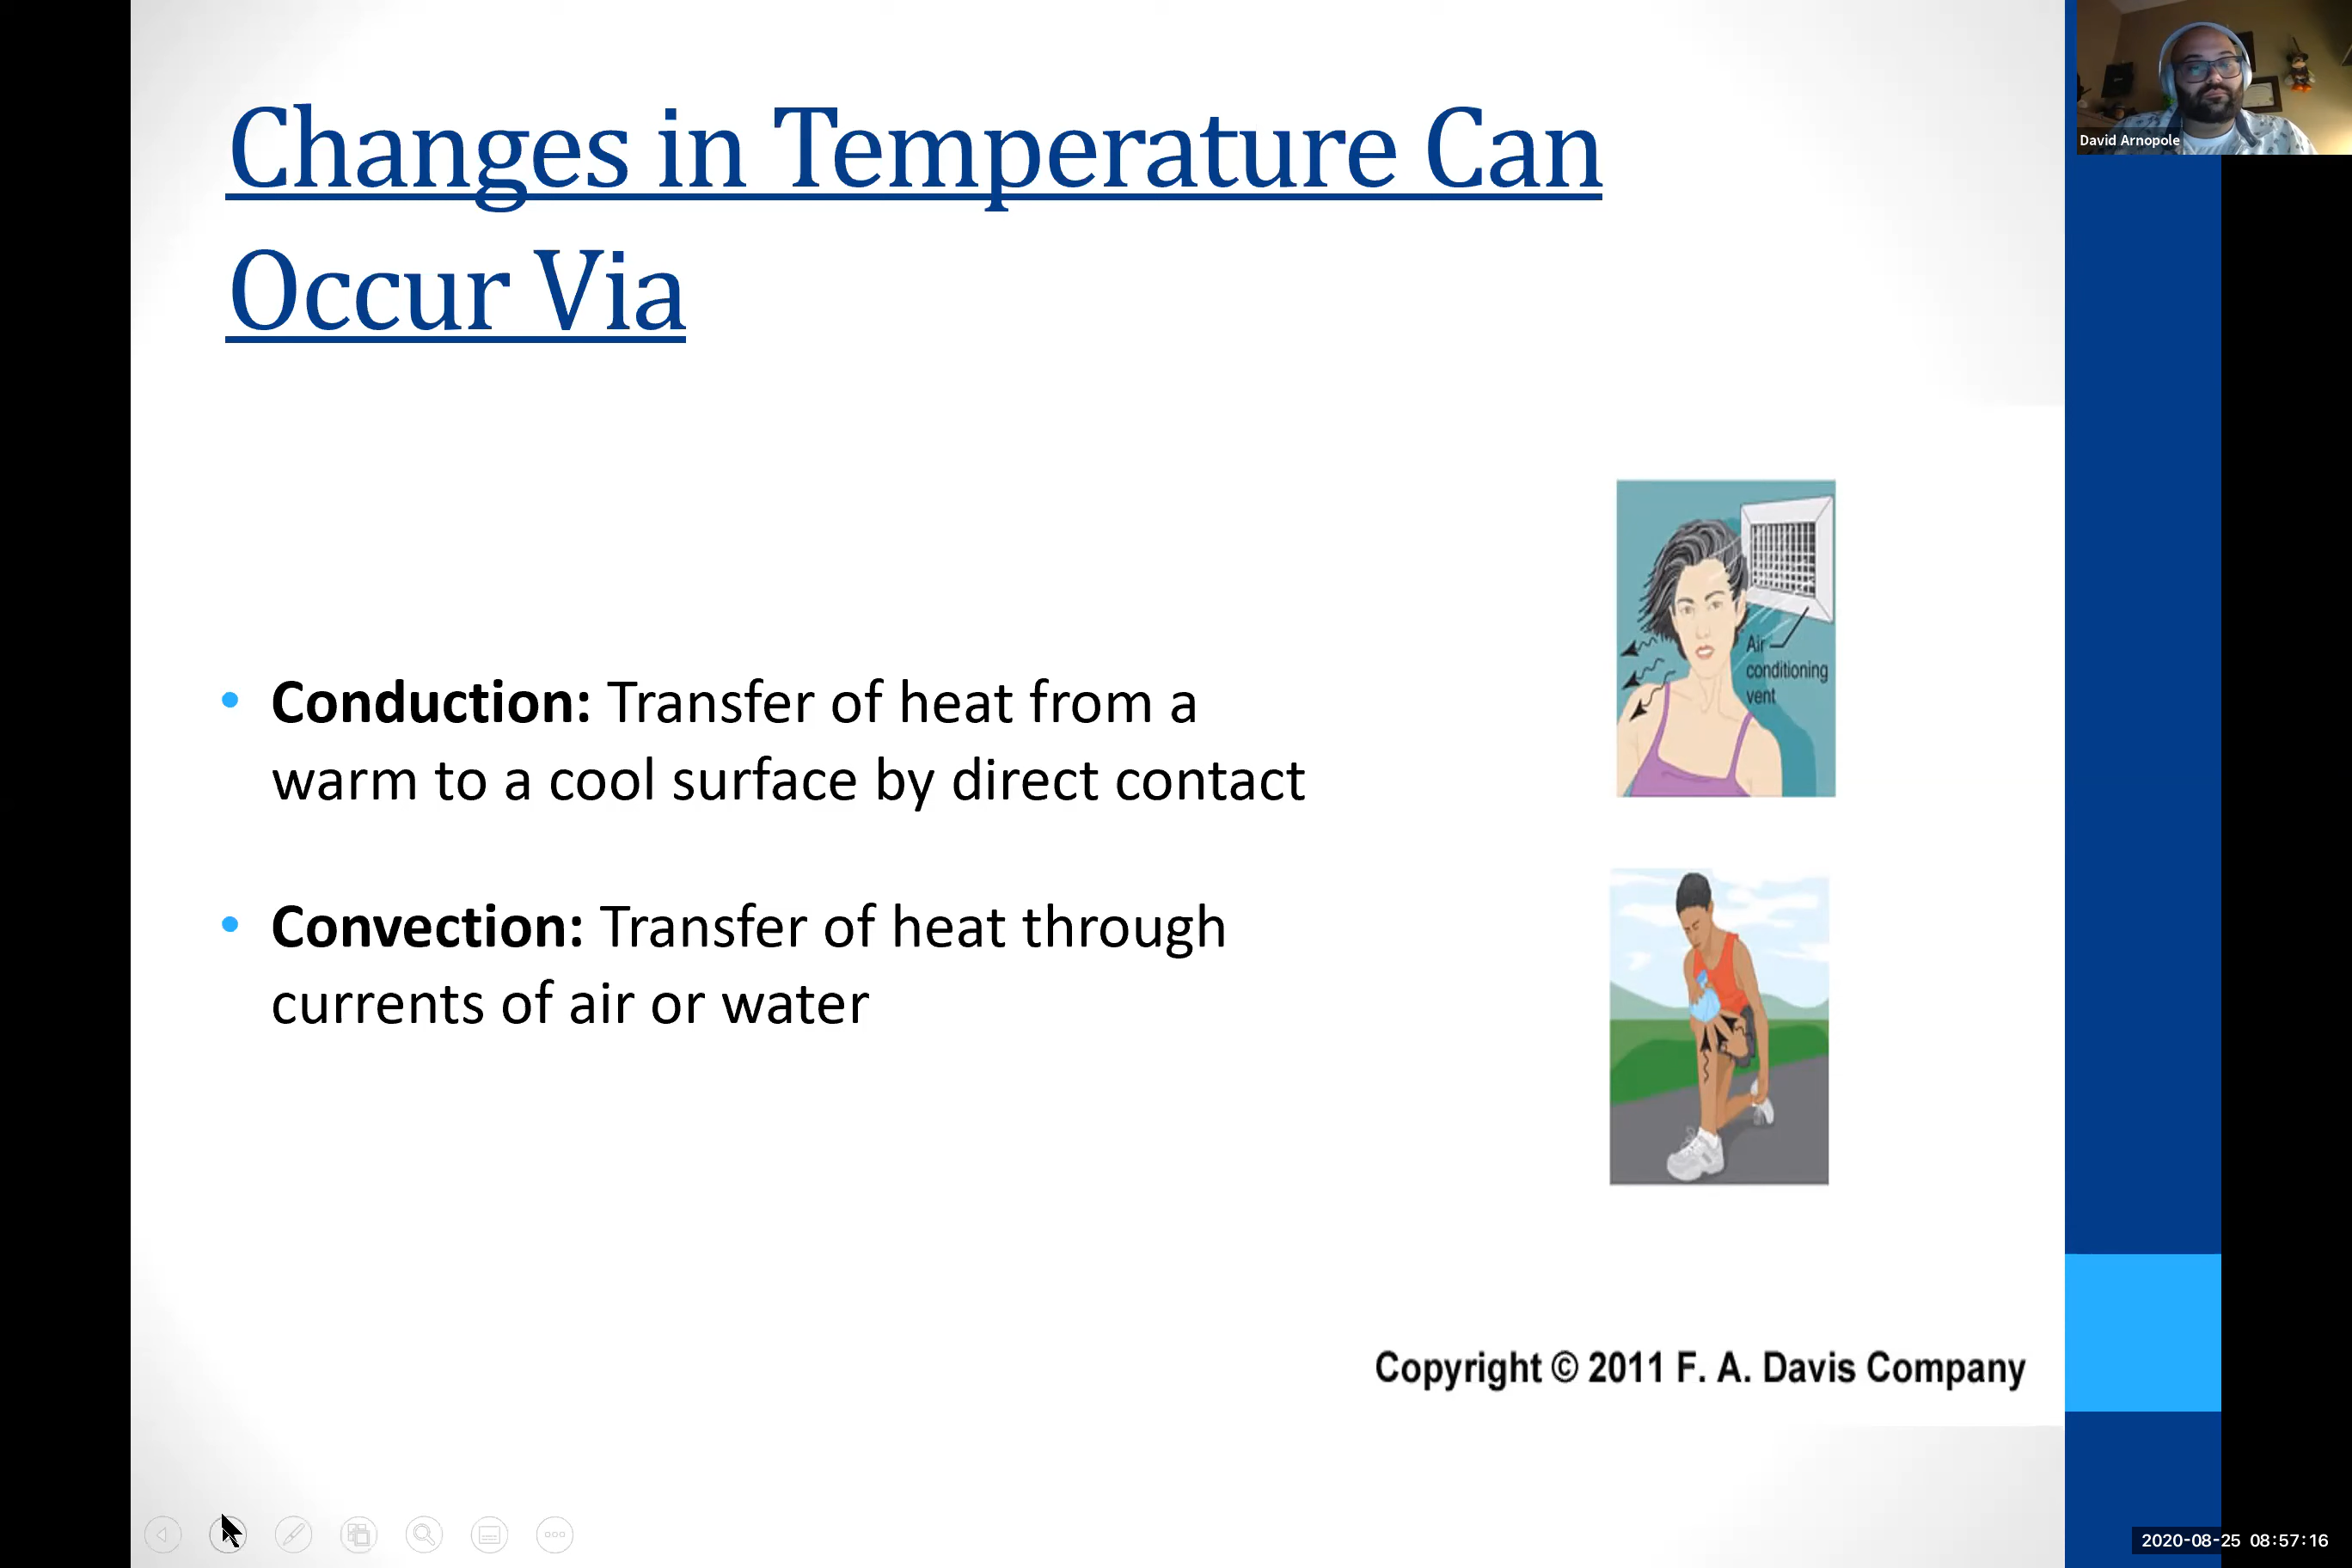 Changes in Temperature Can
Occur Via
David Arnopole
Air
conditioning
vent
• Conduction: Transfer of heat from a
warm to a cool surface by direct contact
• Convection: Transfer of heat through
currents of air or water
Copyright © 2011 F. A. Davis Company
2020-08-25 08:57:16